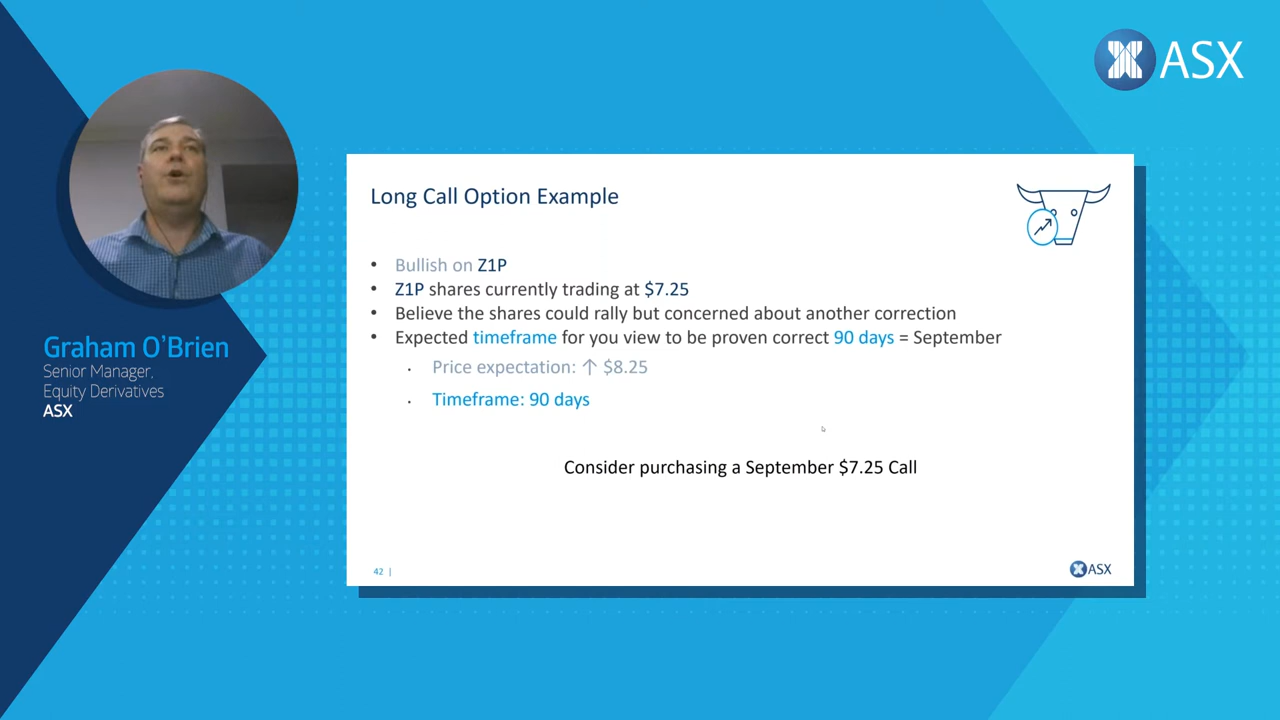 ASX
Long Call Option Example
• Bullish on Z1P
• Z1P shares currently trading at $7.25
• Believe the shares could rally but concerned about another correction
• Expected timeframe for you view to be proven correct 90 days = September
• Price expectation: ↑ $8.25
• Timeframe: 90 days
Consider purchasing a September $7.25 Call
42 |
ASX
Graham O'Brien
Senior Manager,
Equity Derivatives
ASX